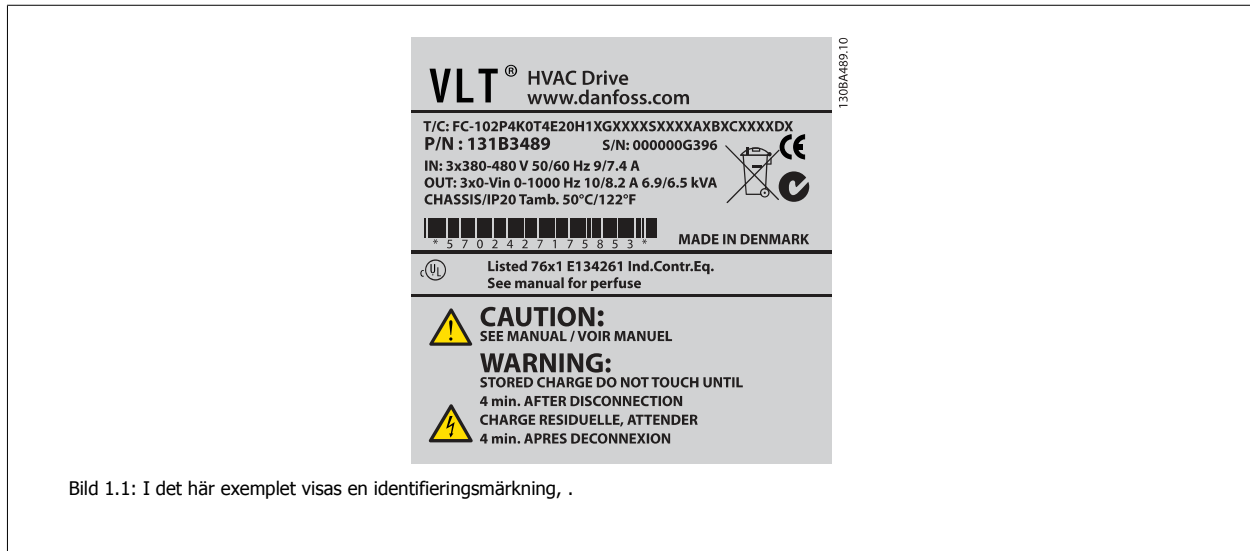 130BA489.10
VLT® HVAC Drive
www.danfoss.com
T/C: FC-102P4K0T4E20H1XGXXXXSXXXXAXBXCXXXXDX
P/N : 131B3489 S/N: 000000G396
IN: 3x380-480 V 50/60 Hz 9/7.4 A
OUT: 3x0-Vin 0-1000 Hz 10/8.2 A 6.9/6.5 kVA
CHASSIS/IP20 Tamb. 50°C/122°F
CE
* 5 7 0 2 4 2 7 1 7 5 8 5 3 * MADE IN DENMARK
c UL Listed 76x1 E134261 Ind.Contr.Eq.
See manual for perfuse
CAUTION:
SEE MANUAL / VOIR MANUEL
WARNING:
STORED CHARGE DO NOT TOUCH UNTIL
4 min. AFTER DISCONNECTION
CHARGE RESIDUELLE, ATTENDER
4 min. APRES DECONNEXION
Bild 1.1: I det här exemplet visas en identifieringsmärkning, .